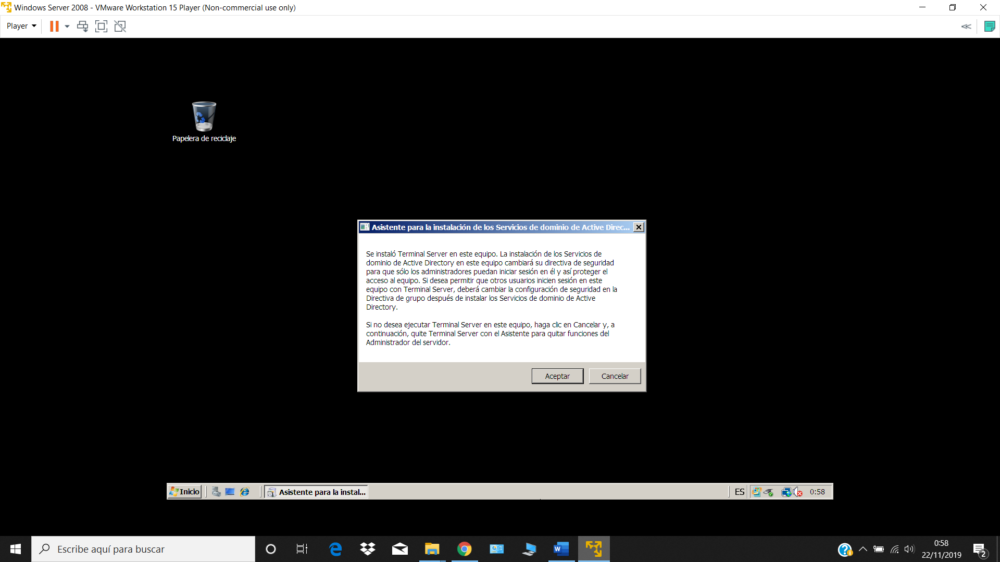 Windows Server 2008 - VMware Workstation 15 Player (Non-commercial use only)
Player
Papelera de reciclaje
Asistente para la instalación de los Servicios de dominio de Active Direc...
Se instaló Terminal Server en este equipo. La instalación de los Servicios de
dominio de Active Directory en este equipo cambiará su directiva de seguridad
para que sólo los administradores puedan iniciar sesión en él y así proteger el
acceso al equipo. Si desea permitir que otros usuarios inicien sesión en este
equipo con Terminal Server, deberá cambiar la configuración de seguridad en la
Directiva de grupo después de instalar los Servicios de dominio de Active
Directory.
Si no desea ejecutar Terminal Server en este equipo, haga clic en Cancelar y, a
continuación, quite Terminal Server con el Asistente para quitar funciones del
Administrador del servidor.
Aceptar
Cancelar
Inicio
Asistente para la instal...
ES
0:58
Escribe aquí para buscar
0:58
22/11/2019
2